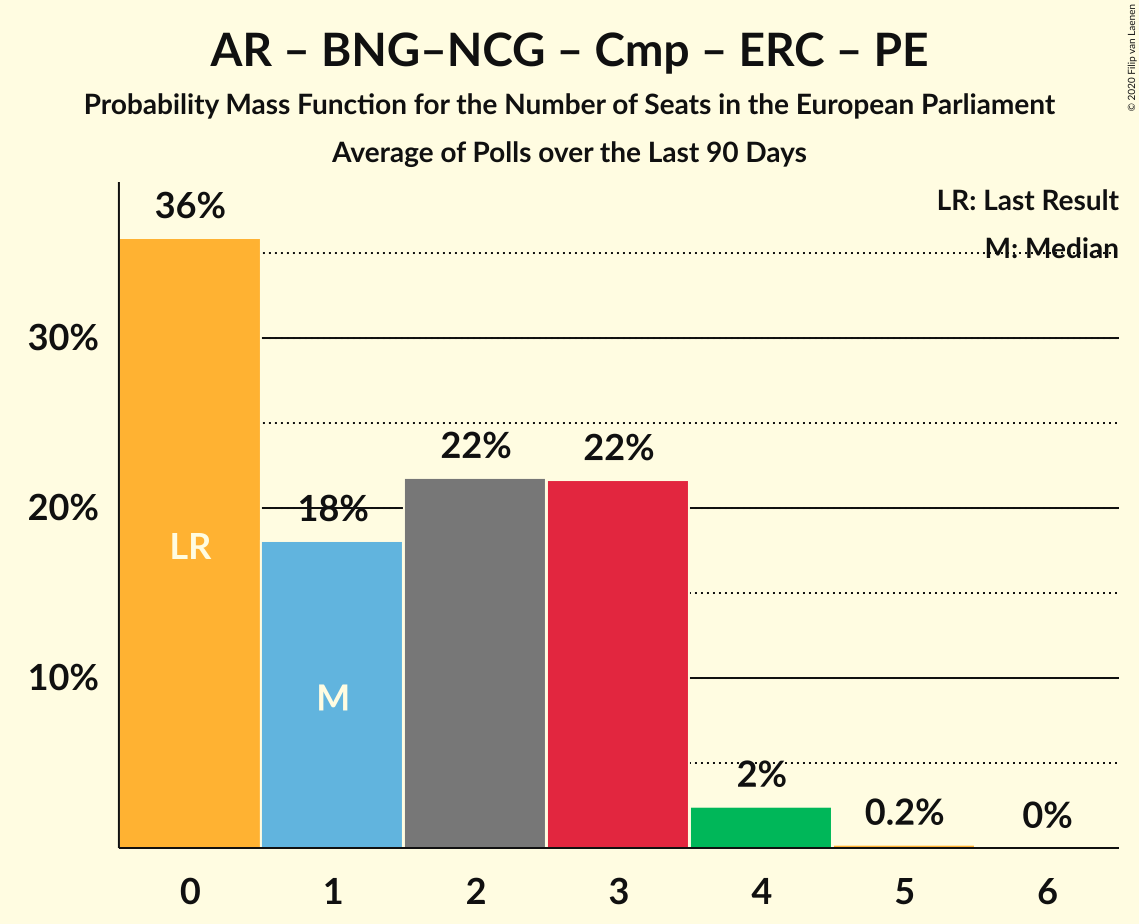 AR – BNG–NCG – Cmp – ERC – PE
Probability Mass Function for the Number of Seats in the European Parliament
Average of Polls over the Last 90 Days
© 2020 Filip van Laenen
LR: Last Result
M: Median
36%
18%
22%
22%
2%
0.2%
0%
30%
20%
10%
LR
M
0 1 2 3 4 5 6